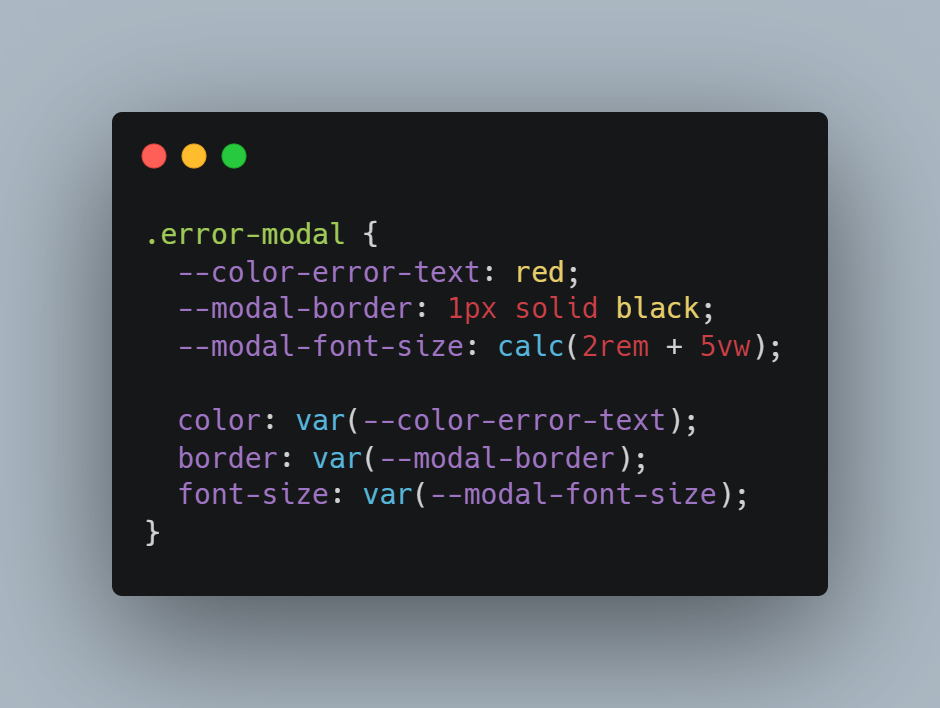 .error-modal {
  --color-error-text: red;
  --modal-border: 1px solid black;
  --modal-font-size: calc(2rem + 5vw);

  color: var(--color-error-text);
  border: var(--modal-border);
  font-size: var(--modal-font-size);
}